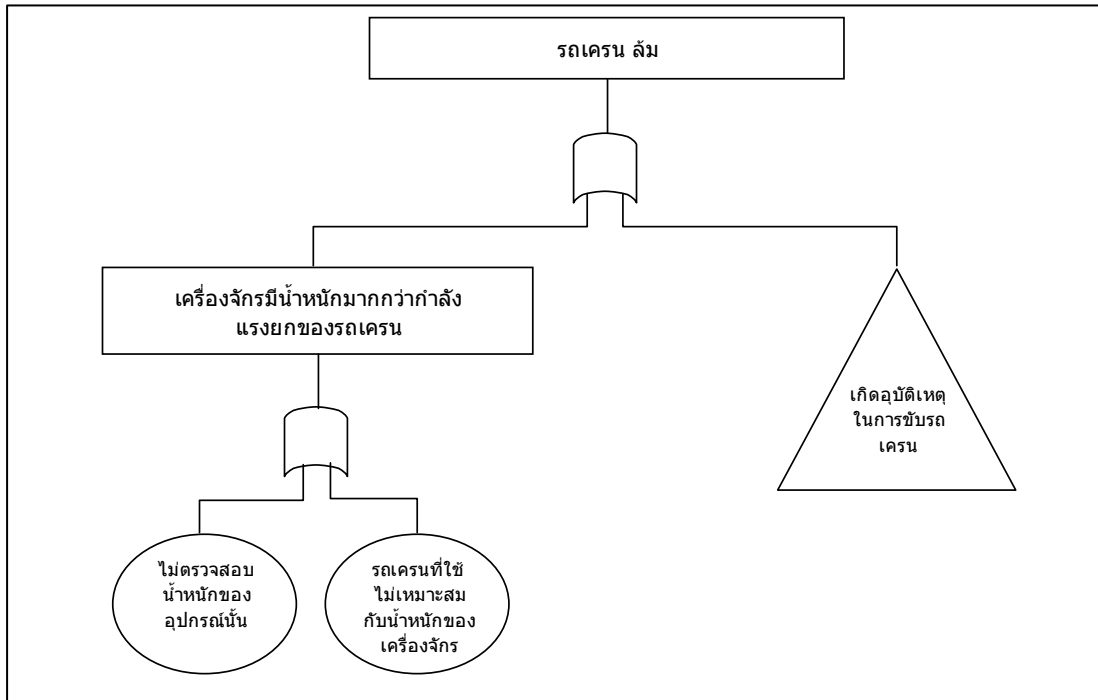 รถเครน ล้ม
เครื่องจักรมีน้ำหนักมากกว่ากำลัง
แรงยกของรถเครน
เกิดอุบัติเหตุ
ในการขับรถ
เครน
ไม่ตรวจสอบ
น้ำหนักของ
อุปกรณ์นั้น
รถเครนที่ใช้
ไม่เหมาะสม
กับน้ำหนักของ
เครื่องจักร